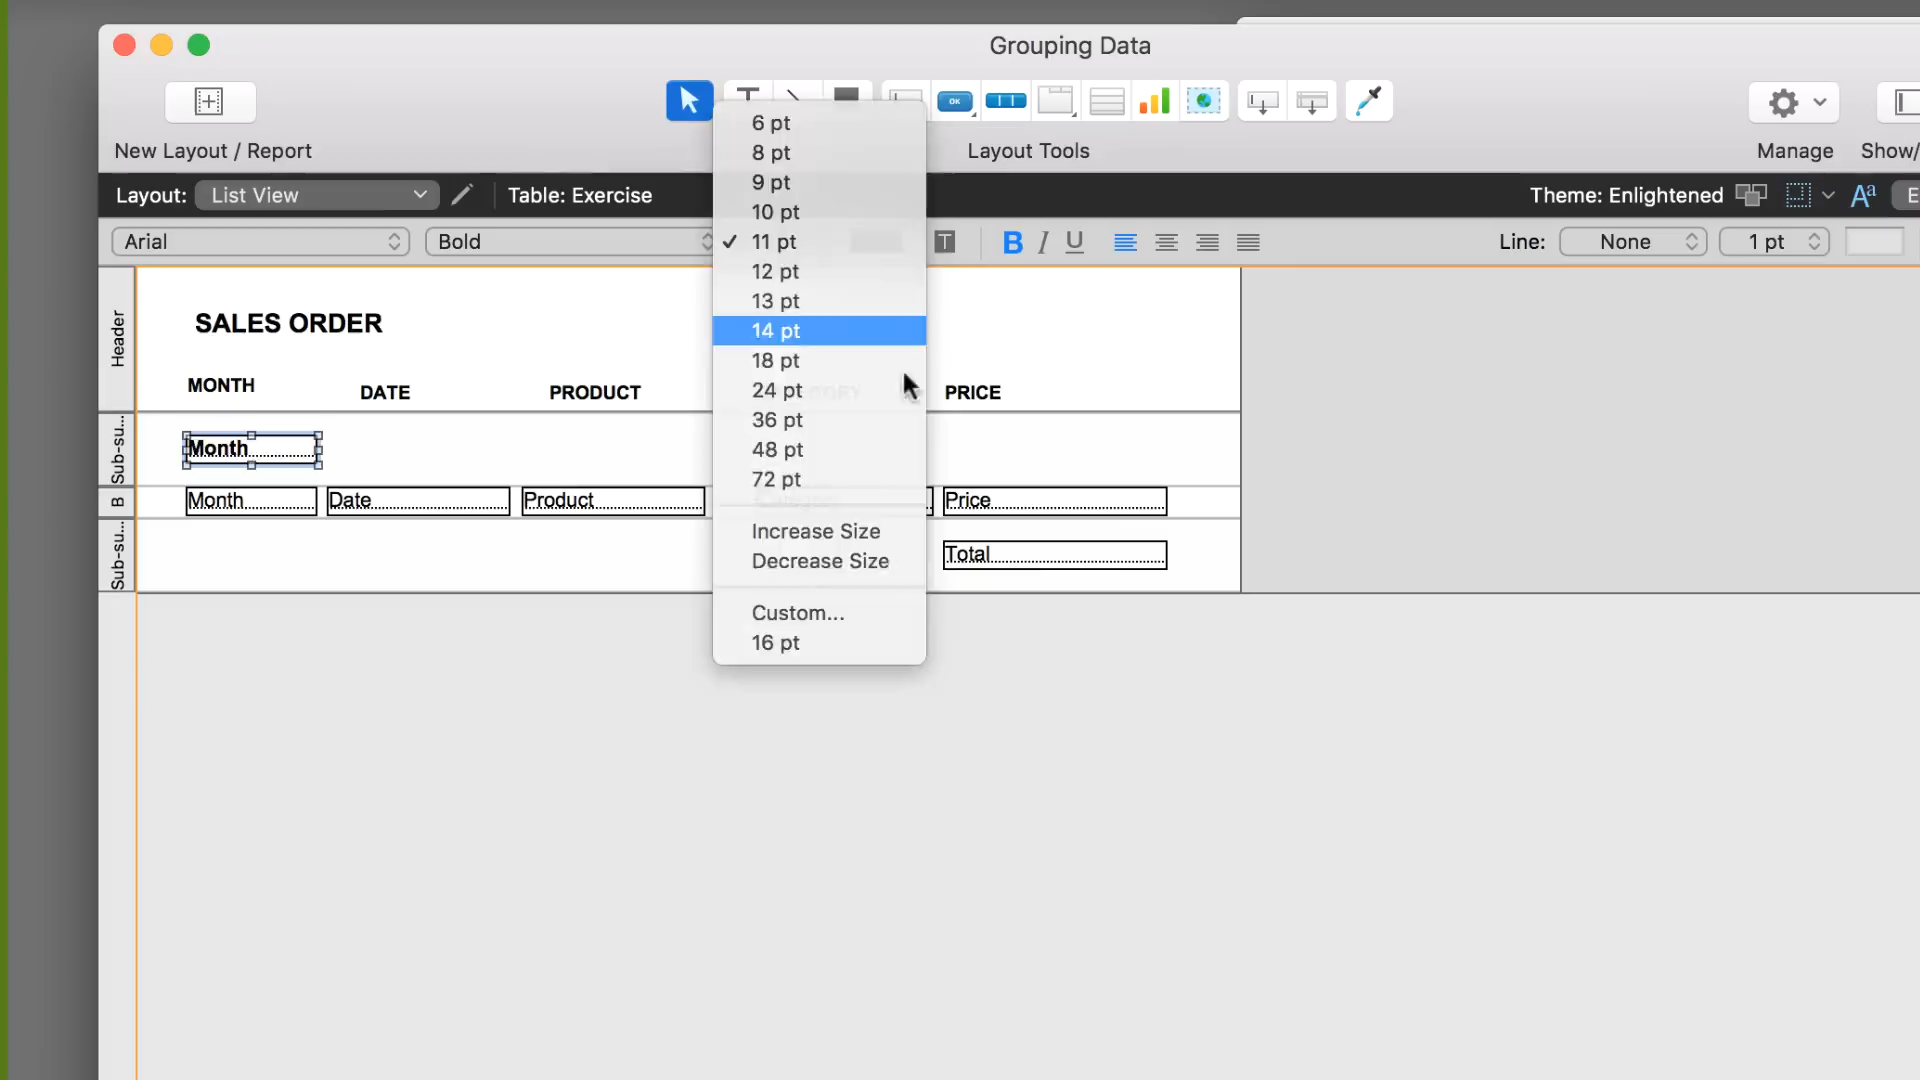 Grouping Data
OK
New Layout / Report
Layout Tools
Manage
Show/
Layout: List View
Table: Exercise
Theme: Enlightened
Aa
E
Arial
Bold
T
B I U
Line: None
1 pt
6 pt
8 pt
9 pt
10 pt
✓ 11 pt
12 pt
13 pt
14 pt
18 pt
24 pt
36 pt
48 pt
72 pt
Increase Size
Decrease Size
Custom...
16 pt
Header
SALES ORDER
MONTH DATE PRODUCT PRICE
Sub-su...
Month
B
Month Date Product Price
Sub-su...
Total